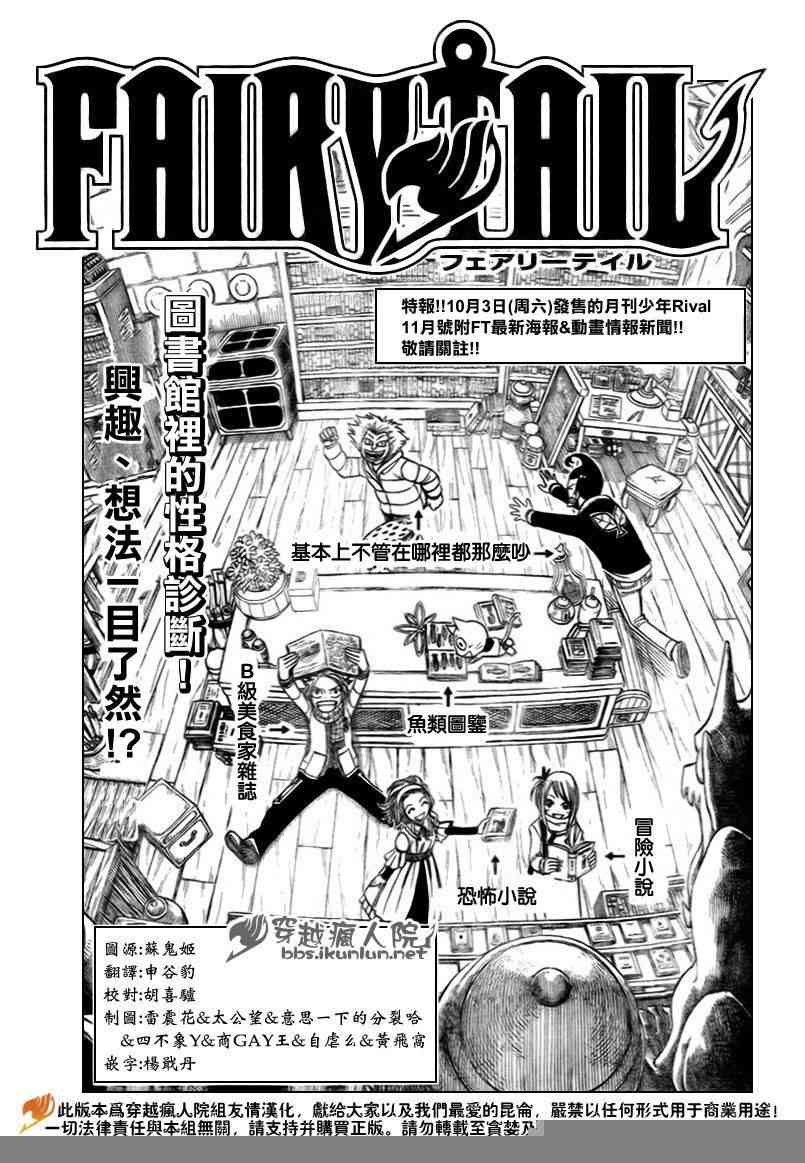 FAIRY TAIL
フェアリーテイル
特報!!10月3日(周六)發售的月刊少年Rival
11月號附FT最新海報&動畫情報新聞!!
敬請關註!!
圖書館裡的性格診斷！
興趣、想法一目了然!?
基本上不管在哪裡都那麼吵
B級美食家雜誌
魚類圖鑒
冒險小說
恐怖小說
穿越瘋人院
bbs.ikunlun.net
圖源:蘇鬼姬
翻譯:申谷豹
校對:胡喜驢
制圖:雷震花&太公望&意思一下的分裂哈
&四不象Y&商GAY王&自虐么&黃飛窩
嵌字:楊戩丹
此版本爲穿越瘋人院組友情漢化，獻給大家以及我們最愛的昆侖，嚴禁以任何形式用于商業用途!
一切法律責任與本組無關，請支持并購買正版。請勿轉載至貪婪及